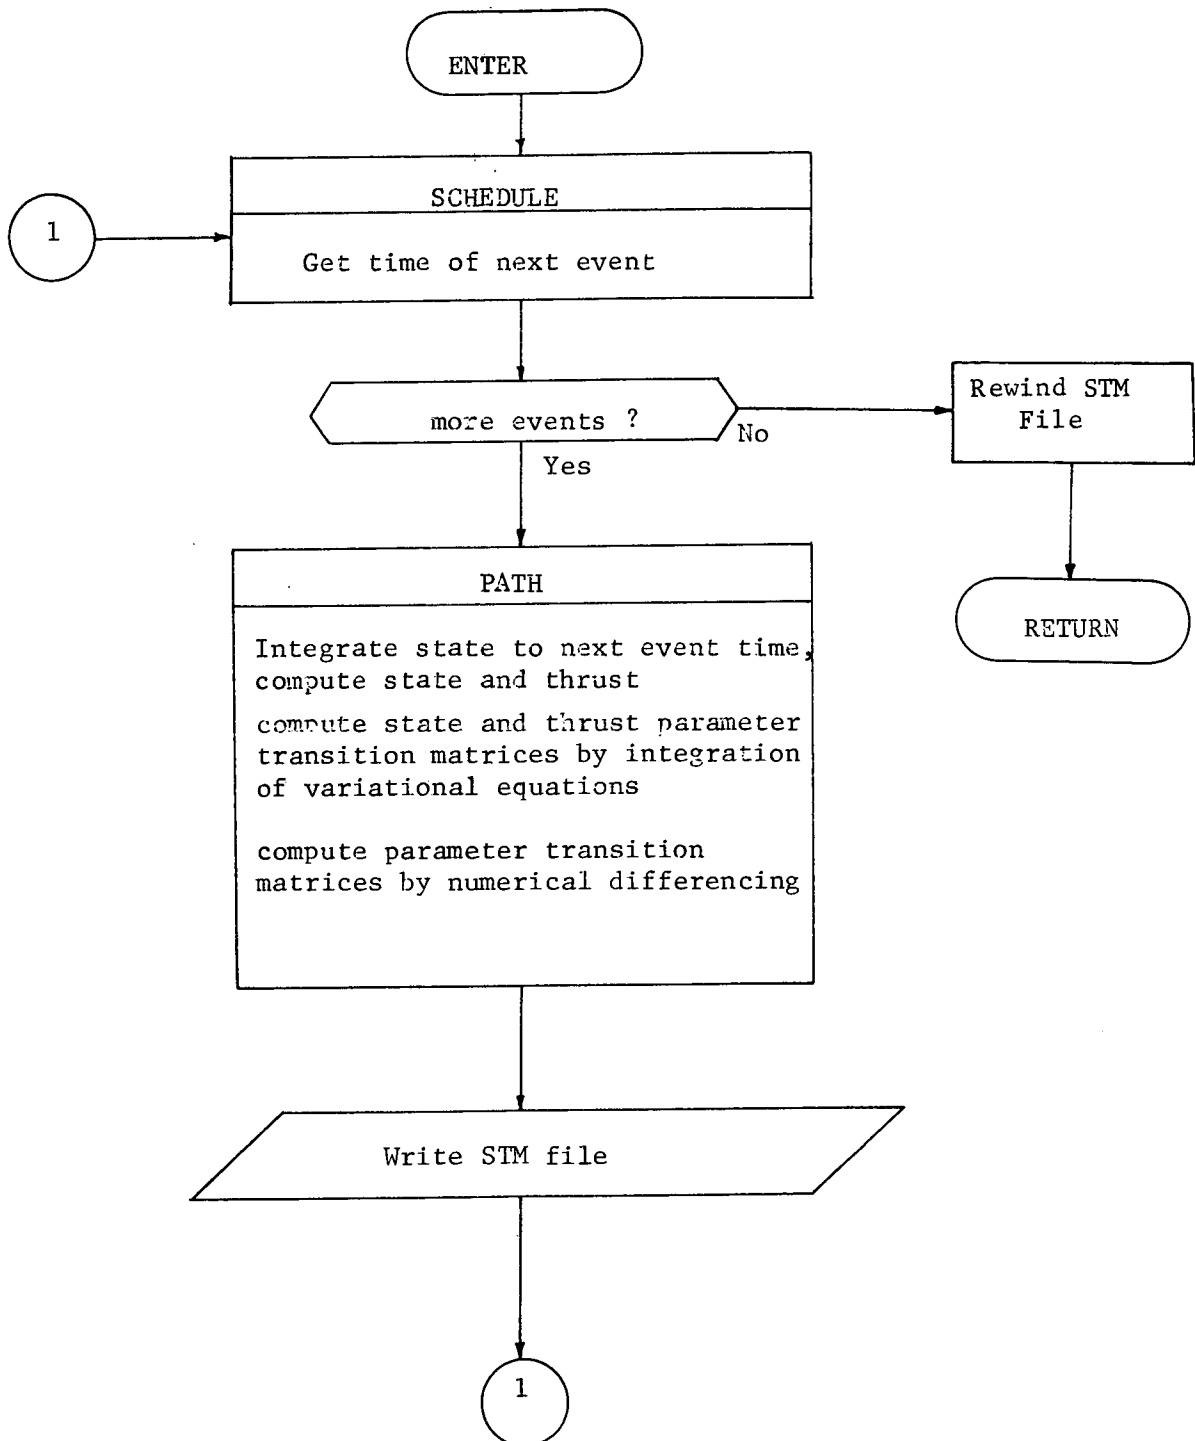 ENTER
SCHEDULE
1
Get time of next event
more events ?
No
Yes
Rewind STM
File
RETURN
PATH
Integrate state to next event time,
compute state and thrust
compute state and thrust parameter
transition matrices by integration
of variational equations
compute parameter transition
matrices by numerical differencing
Write STM file
1